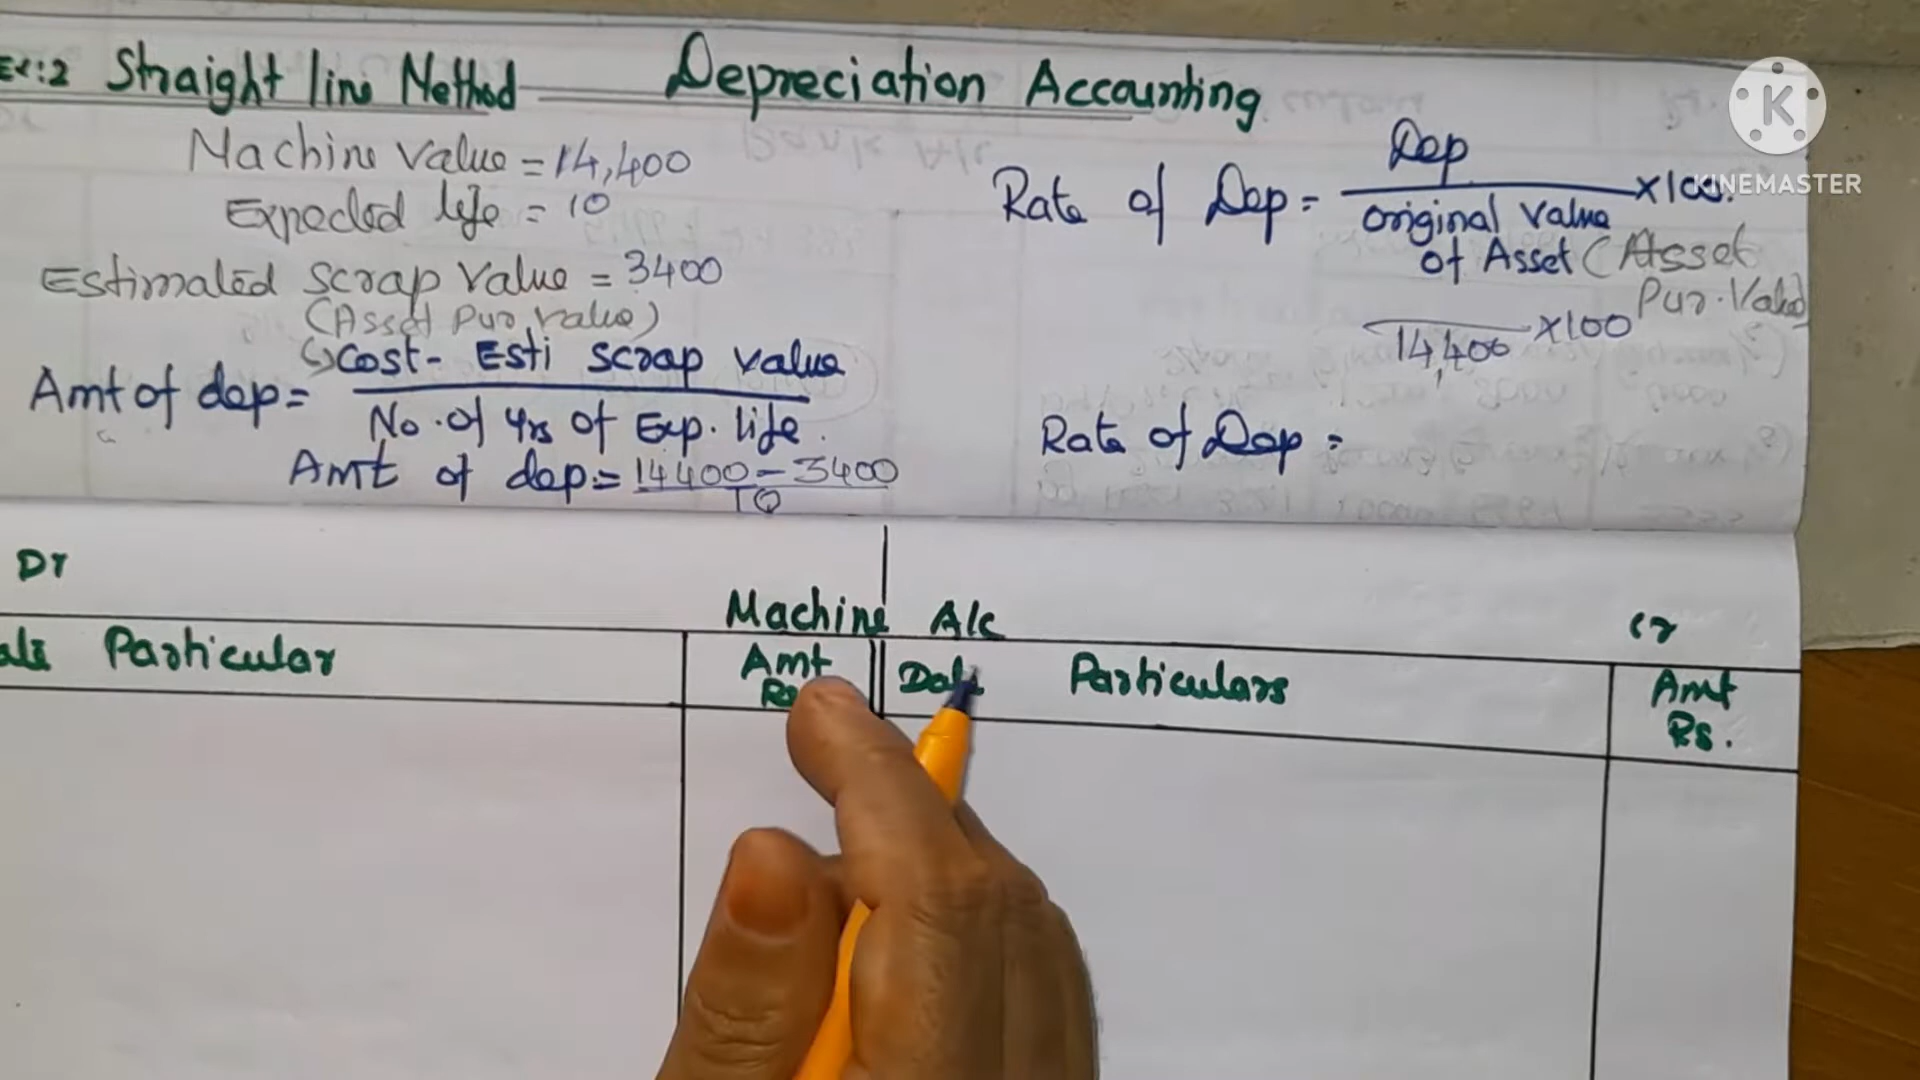 Ex:2 Straight line Method Depreciation Accounting
Machine Value = 14,400
Expected life = 10
Estimated Scrap Value = 3400
(Asset Pur. Value)
Cost - Esti Scrap value
Amt of dep =
No. of Yrs of Exp. life.
Amt of dep = 14400 - 3400
10
Dep
Rate of Dep = ×100.
original Value
of Asset (Asset
Pur. Value)
14,400 ×100
Rate of Dep =
KINEMASTER
Dr
Machine A/c
Cr
Particular
Amt
Rs
Date
Particulars
Amt
Rs.